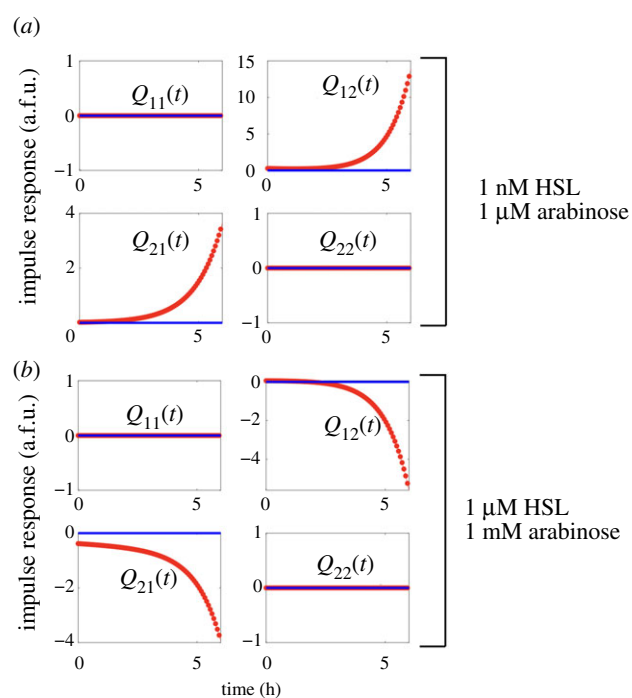 (a)
impulse response (a.f.u.)
1
0
−1
0
5
Q11(t)
15
10
5
0
0
5
Q12(t)
4
2
0
0
5
Q21(t)
1
0
−1
0
5
Q22(t)
1 nM HSL
1 μM arabinose
(b)
impulse response (a.f.u.)
1
0
−1
0
5
Q11(t)
0
−2
−4
0
5
Q12(t)
0
−2
−4
0
5
Q21(t)
1
0
−1
0
5
Q22(t)
1 μM HSL
1 mM arabinose
time (h)